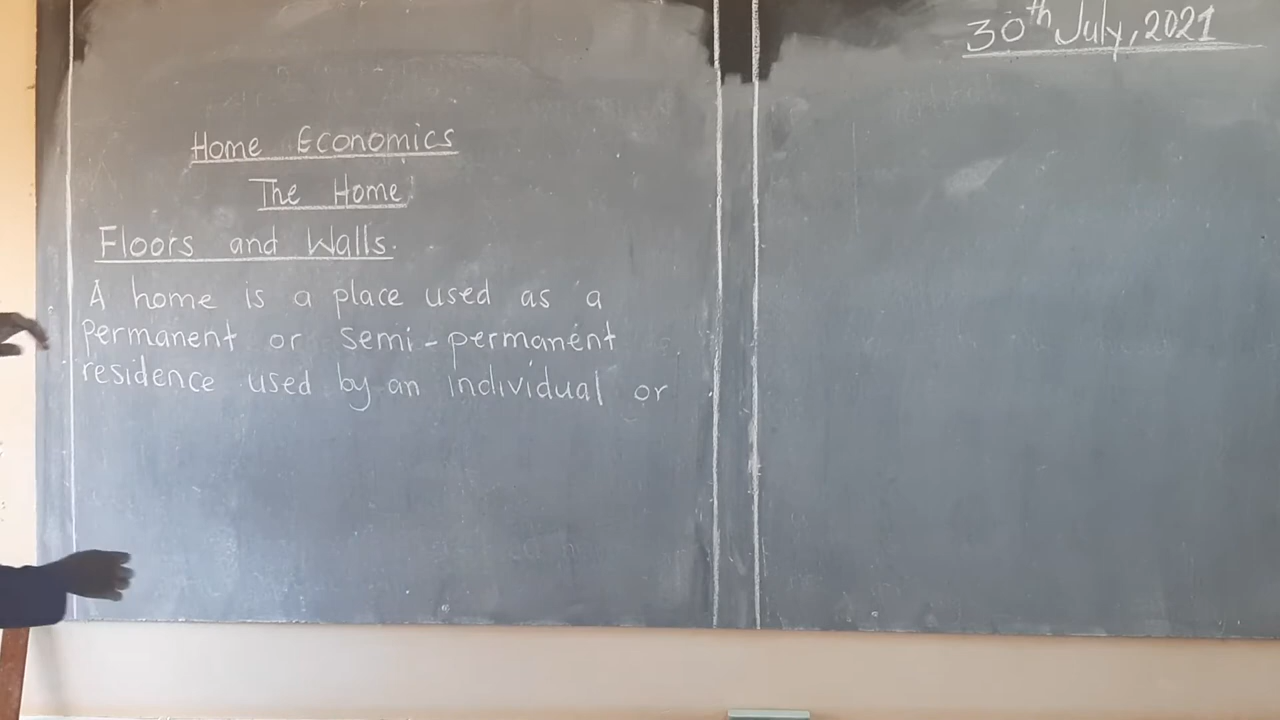 30th July, 2021
Home Economics
The Home
Floors and Walls.
A home is a place used as a
permanent or semi-permanent
residence used by an individual or